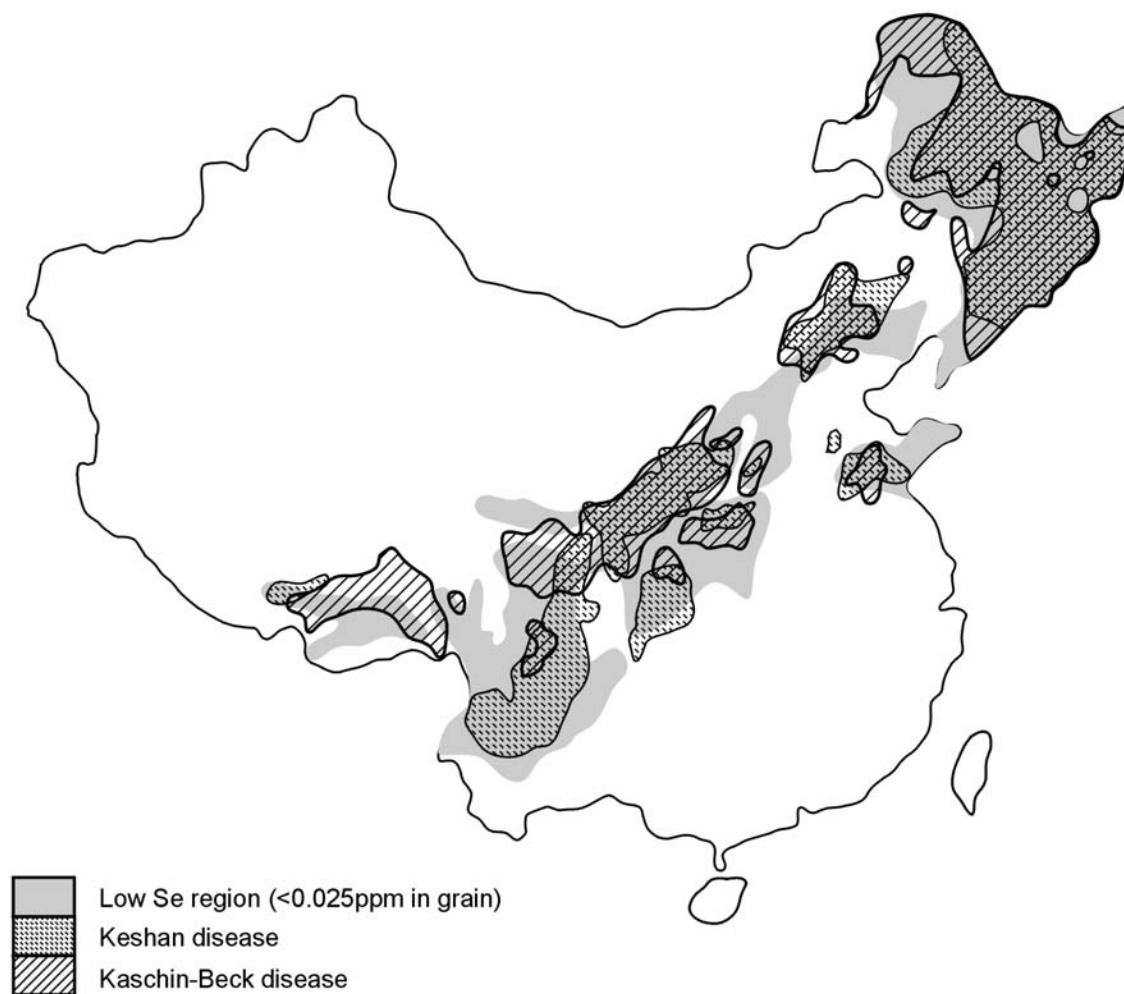 Low Se region (<0.025ppm in grain)
Keshan disease
Kaschin-Beck disease